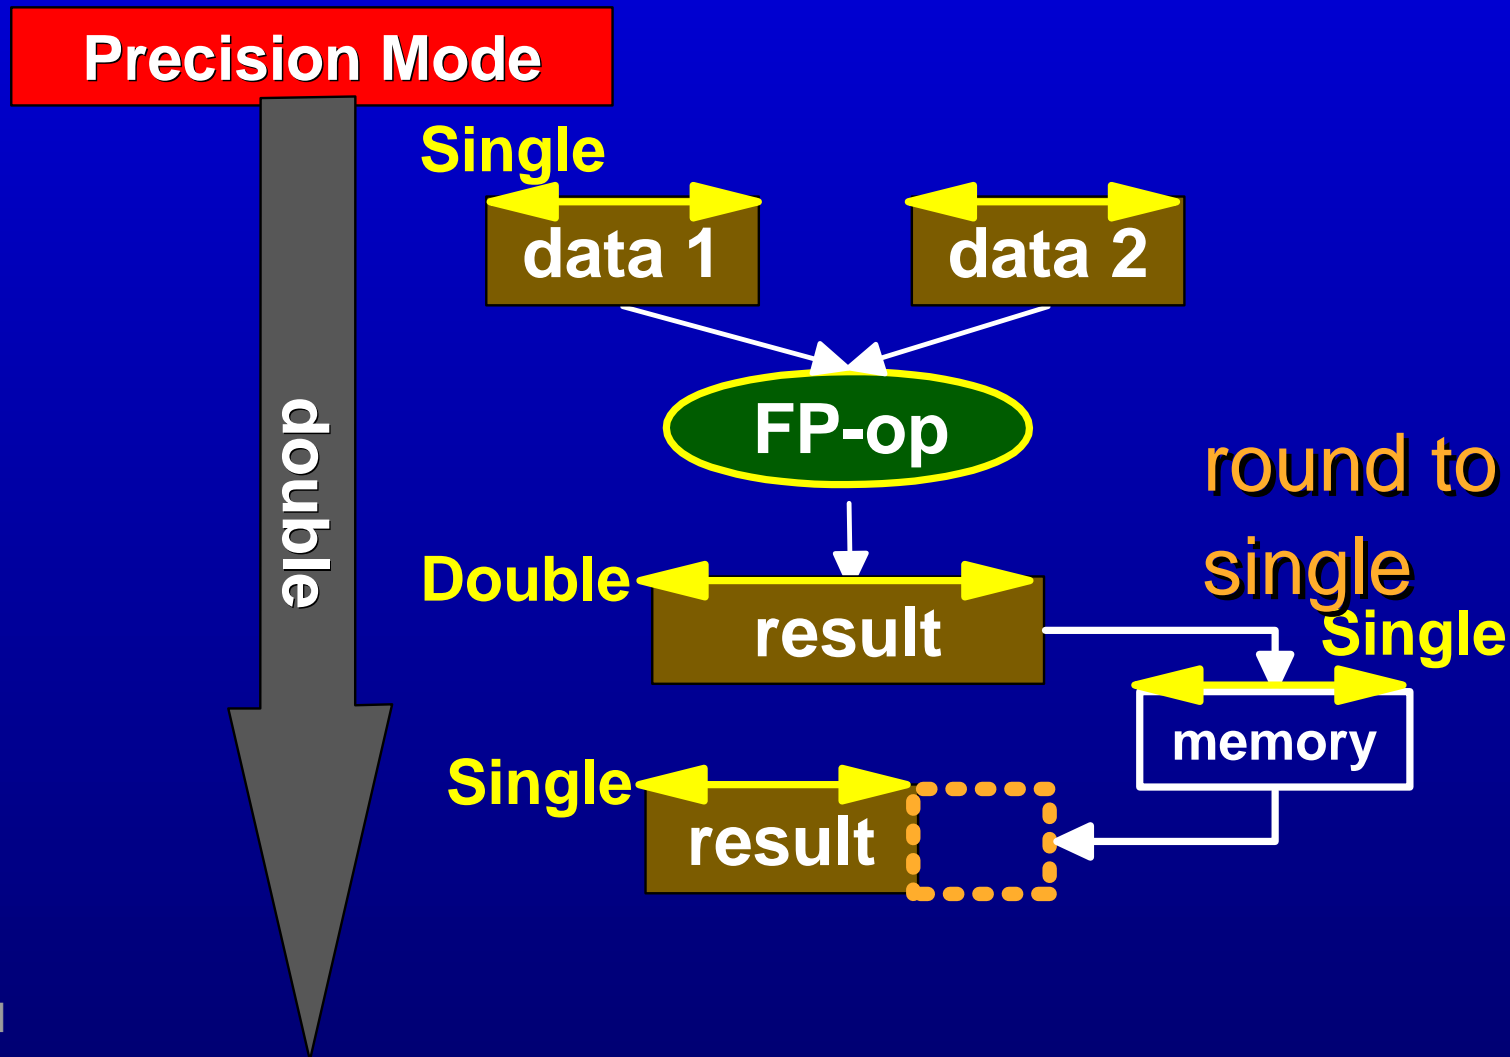 Precision Mode
Single
data 1
data 2
FP-op
double
round to
single
Double
result
Single
memory
Single
result